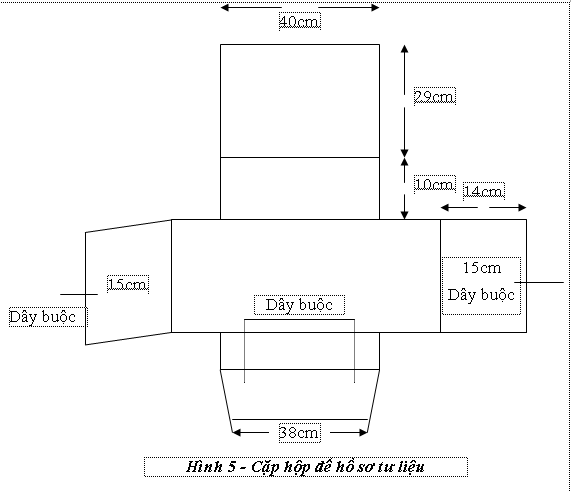 40cm
29cm
10cm
14cm
15cm
15cm
Dây buộc
Dây buộc
Dây buộc
38cm
Hình 5 - Cặp hộp để hồ sơ tư liệu